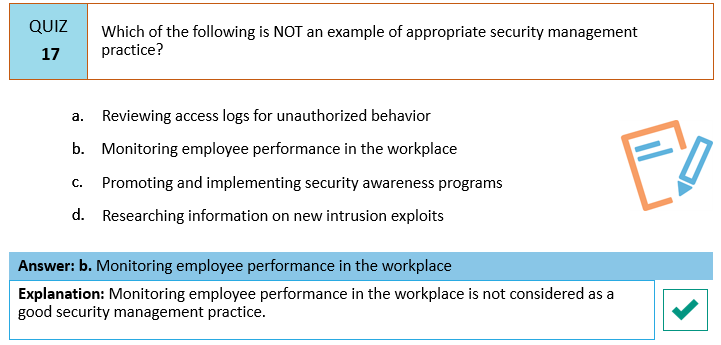 QUIZ
17
Which of the following is NOT an example of appropriate security management
practice?
a. Reviewing access logs for unauthorized behavior
b. Monitoring employee performance in the workplace
c. Promoting and implementing security awareness programs
d. Researching information on new intrusion exploits
Answer: b. Monitoring employee performance in the workplace
Explanation: Monitoring employee performance in the workplace is not considered as a
good security management practice.